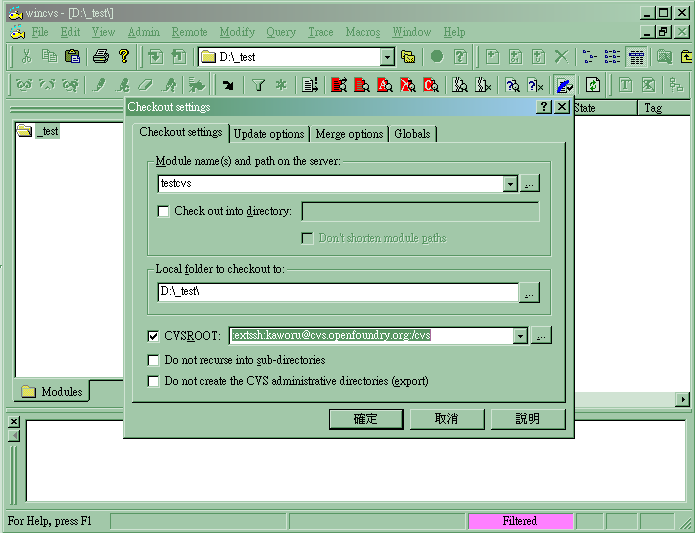 wincvs - [D:\_test\]
File Edit View Admin Remote Modify Query Trace Macros Window Help
D:\_test
Checkout settings
State Tag
_test
Checkout settings Update options Merge options Globals
Module name(s) and path on the server:
testcvs
...
Check out into directory:
Don't shorten module paths
Local folder to checkout to:
D:\_test\
...
CVSROOT: extssh:kaworu@cvs.openfoundry.org:/cvs
...
Do not recurse into sub-directories
Do not create the CVS administrative directories (export)
Modules
確定 取消 說明
For Help, press F1 Filtered